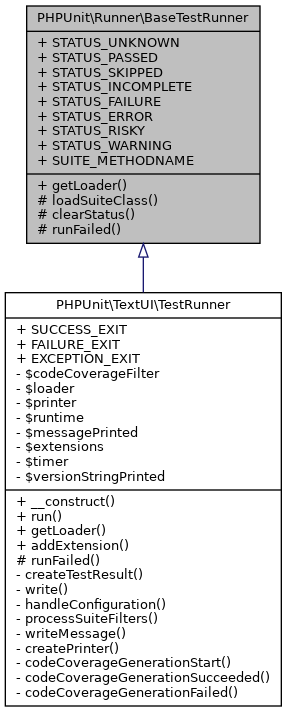 PHPUnit\Runner\BaseTestRunner
+ STATUS_UNKNOWN
+ STATUS_PASSED
+ STATUS_SKIPPED
+ STATUS_INCOMPLETE
+ STATUS_FAILURE
+ STATUS_ERROR
+ STATUS_RISKY
+ STATUS_WARNING
+ SUITE_METHODNAME
+ getLoader()
# loadSuiteClass()
# clearStatus()
# runFailed()
PHPUnit\TextUI\TestRunner
+ SUCCESS_EXIT
+ FAILURE_EXIT
+ EXCEPTION_EXIT
- $codeCoverageFilter
- $loader
- $printer
- $runtime
- $messagePrinted
- $extensions
- $timer
- $versionStringPrinted
+ __construct()
+ run()
+ getLoader()
+ addExtension()
# runFailed()
- createTestResult()
- write()
- handleConfiguration()
- processSuiteFilters()
- writeMessage()
- createPrinter()
- codeCoverageGenerationStart()
- codeCoverageGenerationSucceeded()
- codeCoverageGenerationFailed()